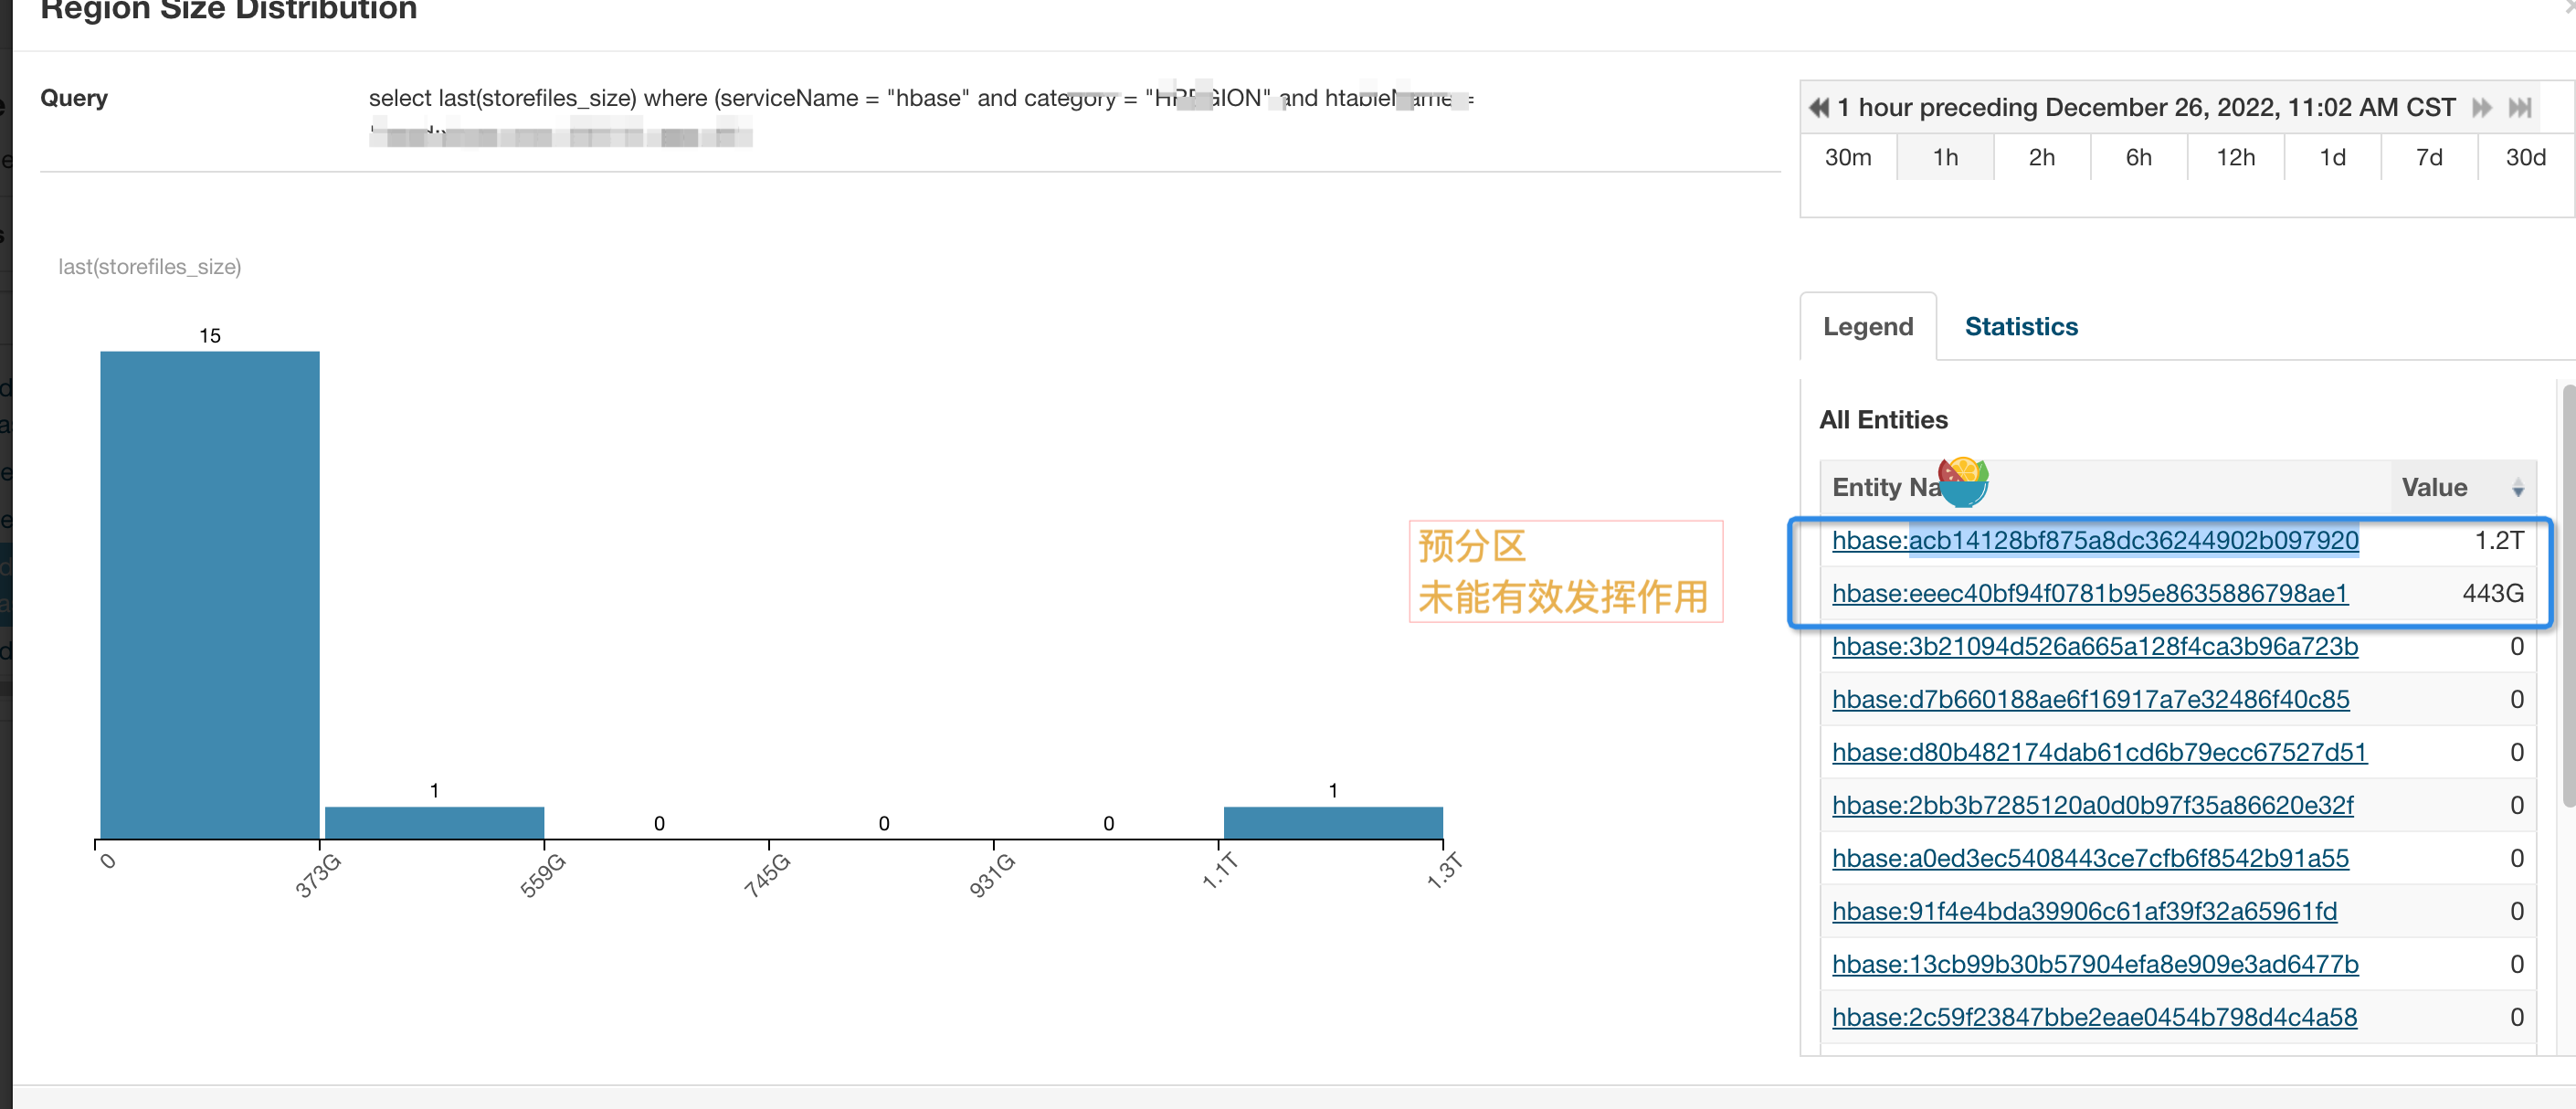 Region Size Distribution
Query
select last(storefiles_size) where (serviceName = "hbase" and category = "HREGION" and htableName =
1 hour preceding December 26, 2022, 11:02 AM CST
30m 1h 2h 6h 12h 1d 7d 30d
last(storefiles_size)
15
1
0
0
0
1
0
373G
559G
745G
931G
1.1T
1.3T
预分区
未能有效发挥作用
Legend Statistics
All Entities
Entity Na Value
hbase:acb14128bf875a8dc36244902b097920 1.2T
hbase:eeec40bf94f0781b95e8635886798ae1 443G
hbase:3b21094d526a665a128f4ca3b96a723b 0
hbase:d7b660188ae6f16917a7e32486f40c85 0
hbase:d80b482174dab61cd6b79ecc67527d51 0
hbase:2bb3b7285120a0d0b97f35a86620e32f 0
hbase:a0ed3ec5408443ce7cfb6f8542b91a55 0
hbase:91f4e4bda39906c61af39f32a65961fd 0
hbase:13cb99b30b57904efa8e909e3ad6477b 0
hbase:2c59f23847bbe2eae0454b798d4c4a58 0